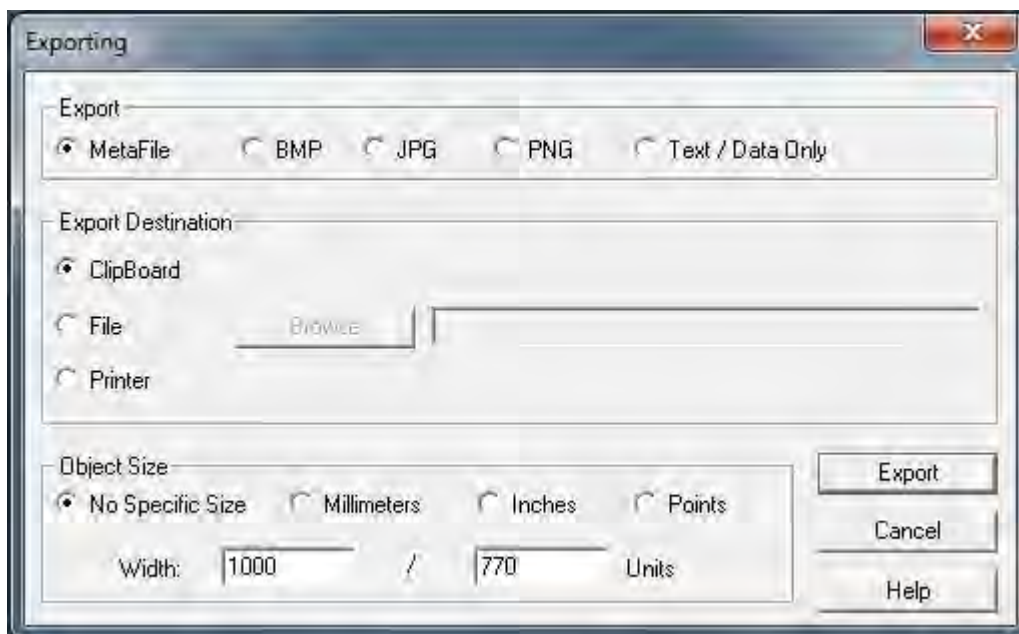 Exporting
Export
MetaFile BMP JPG PNG Text / Data Only
Export Destination
ClipBoard
File Browse
Printer
Object Size
No Specific Size Millimeters Inches Points
Width: 1000 / 770 Units
Export
Cancel
Help